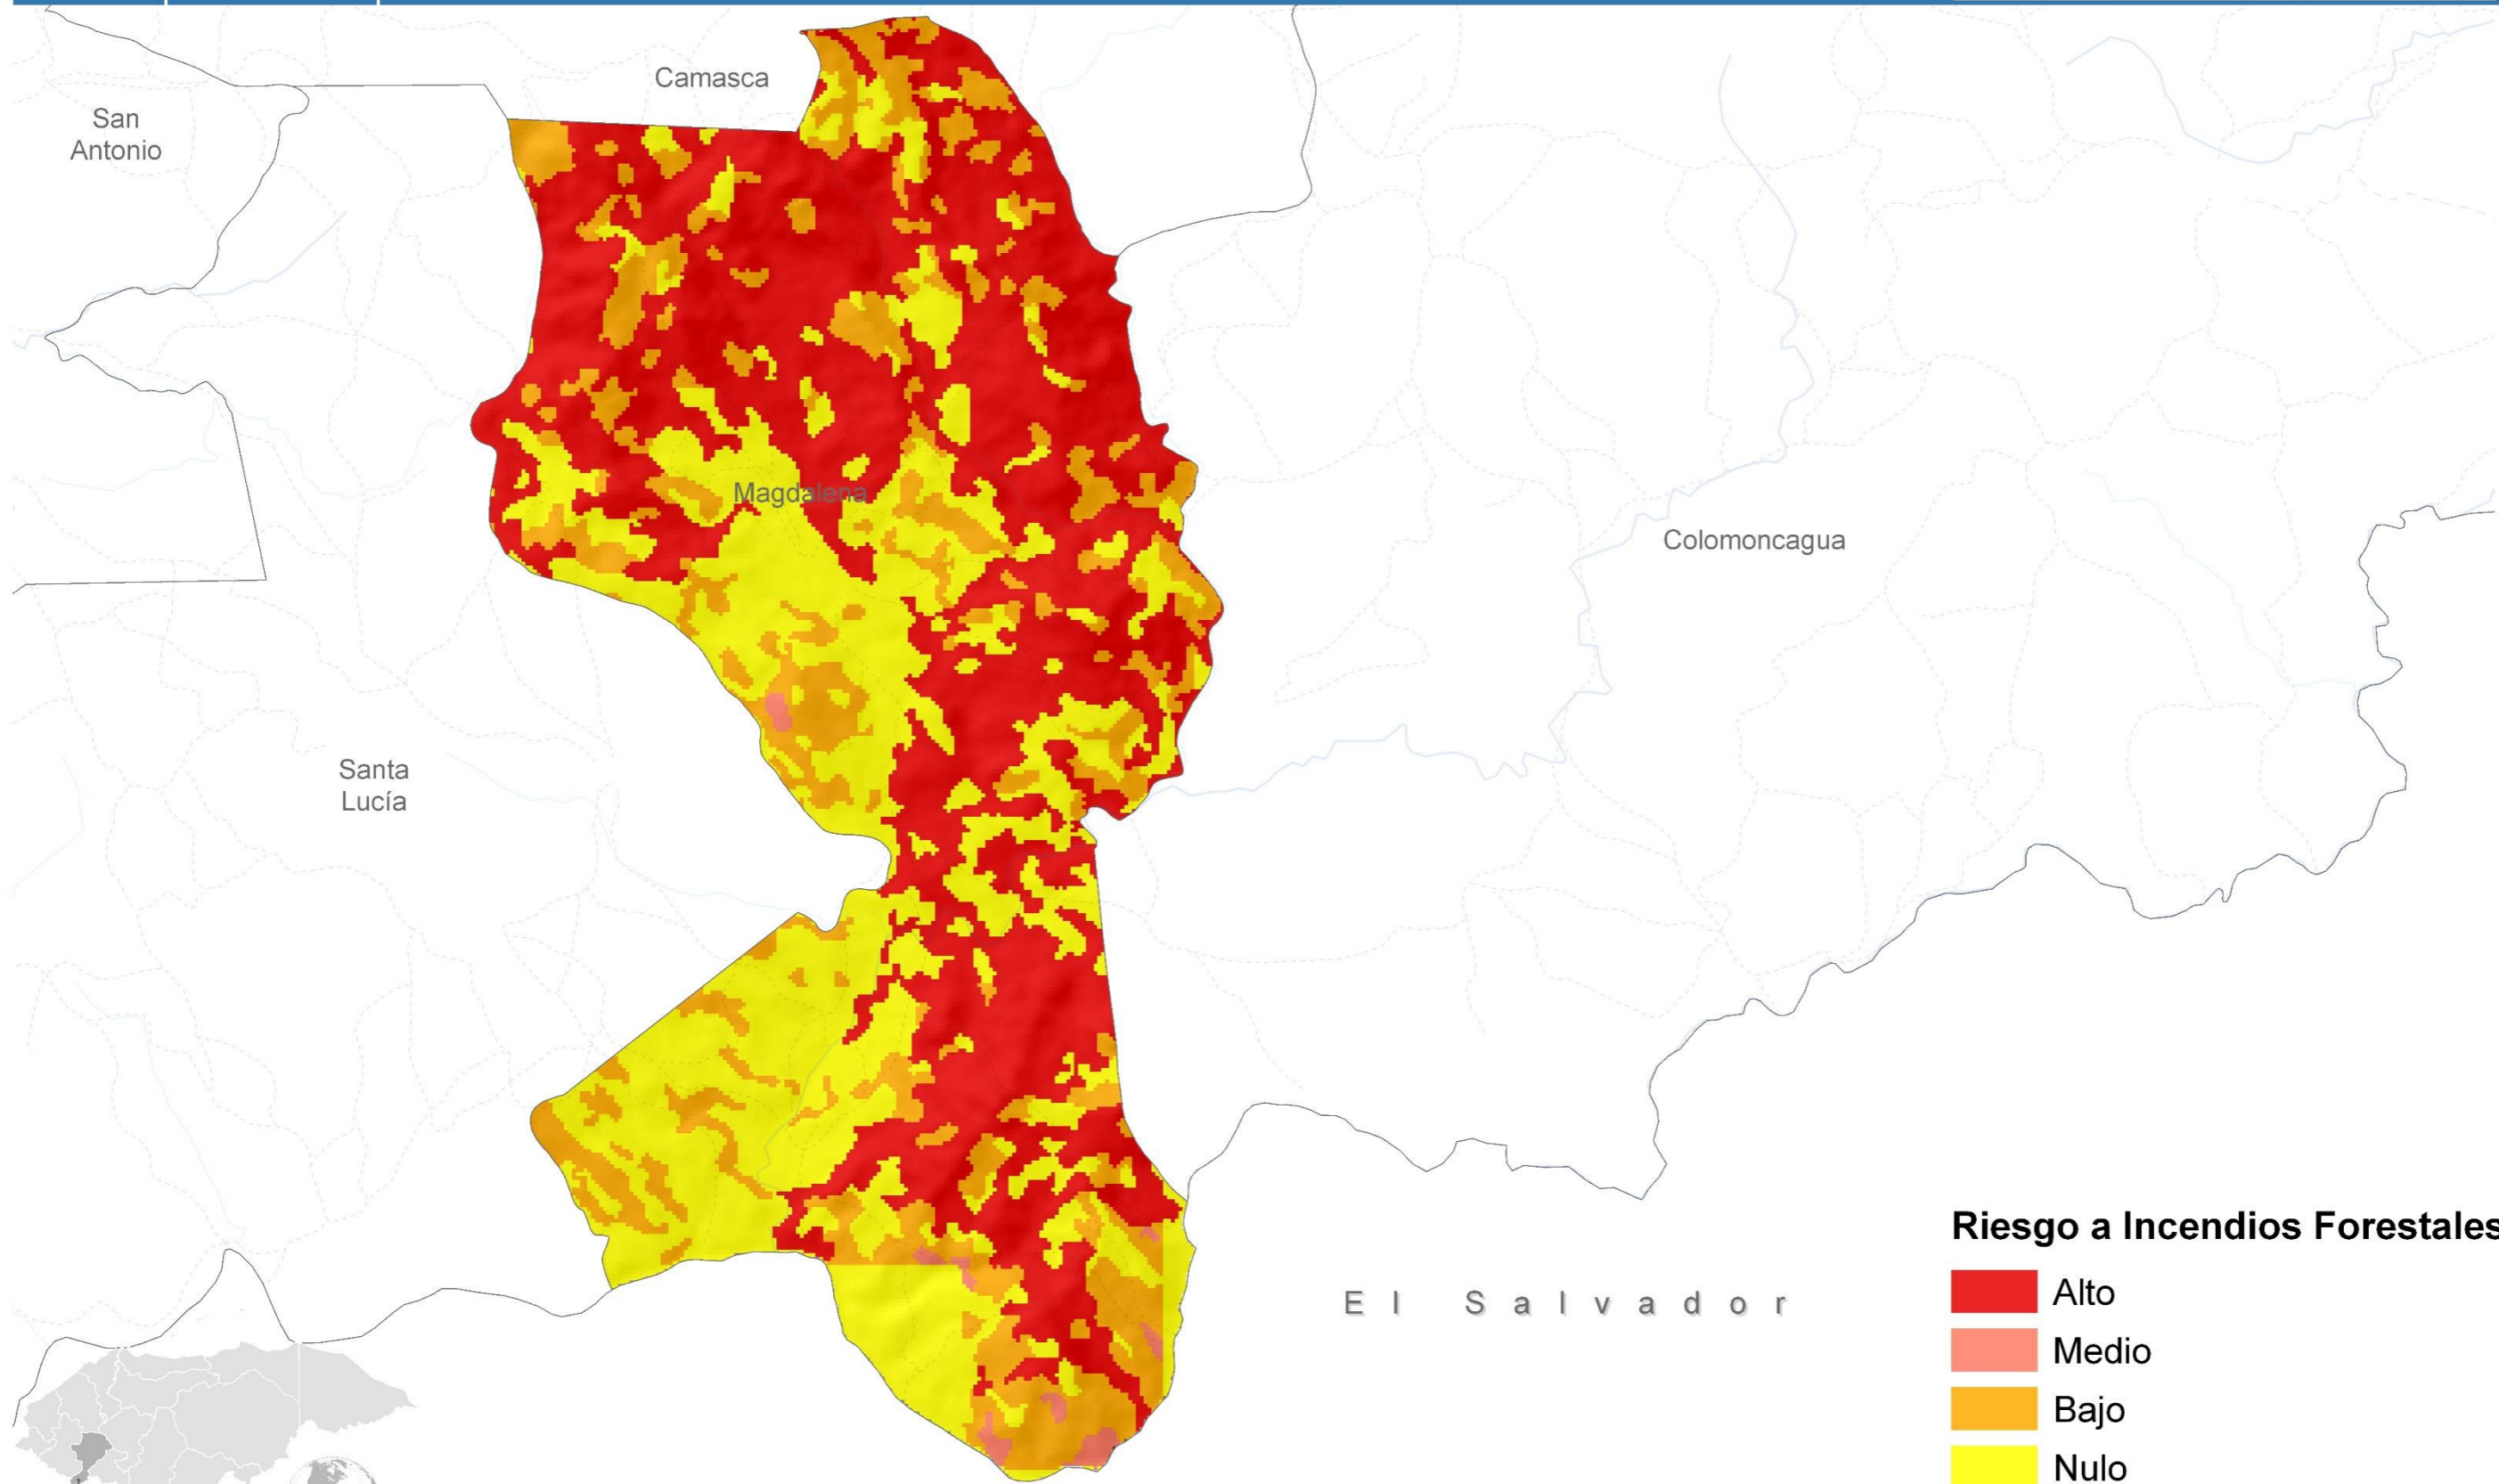 Camasca
San
Antonio
Magdalena
Colomoncagua
Santa
Lucía
El Salvador
Riesgo a Incendios Forestales
Alto
Medio
Bajo
Nulo